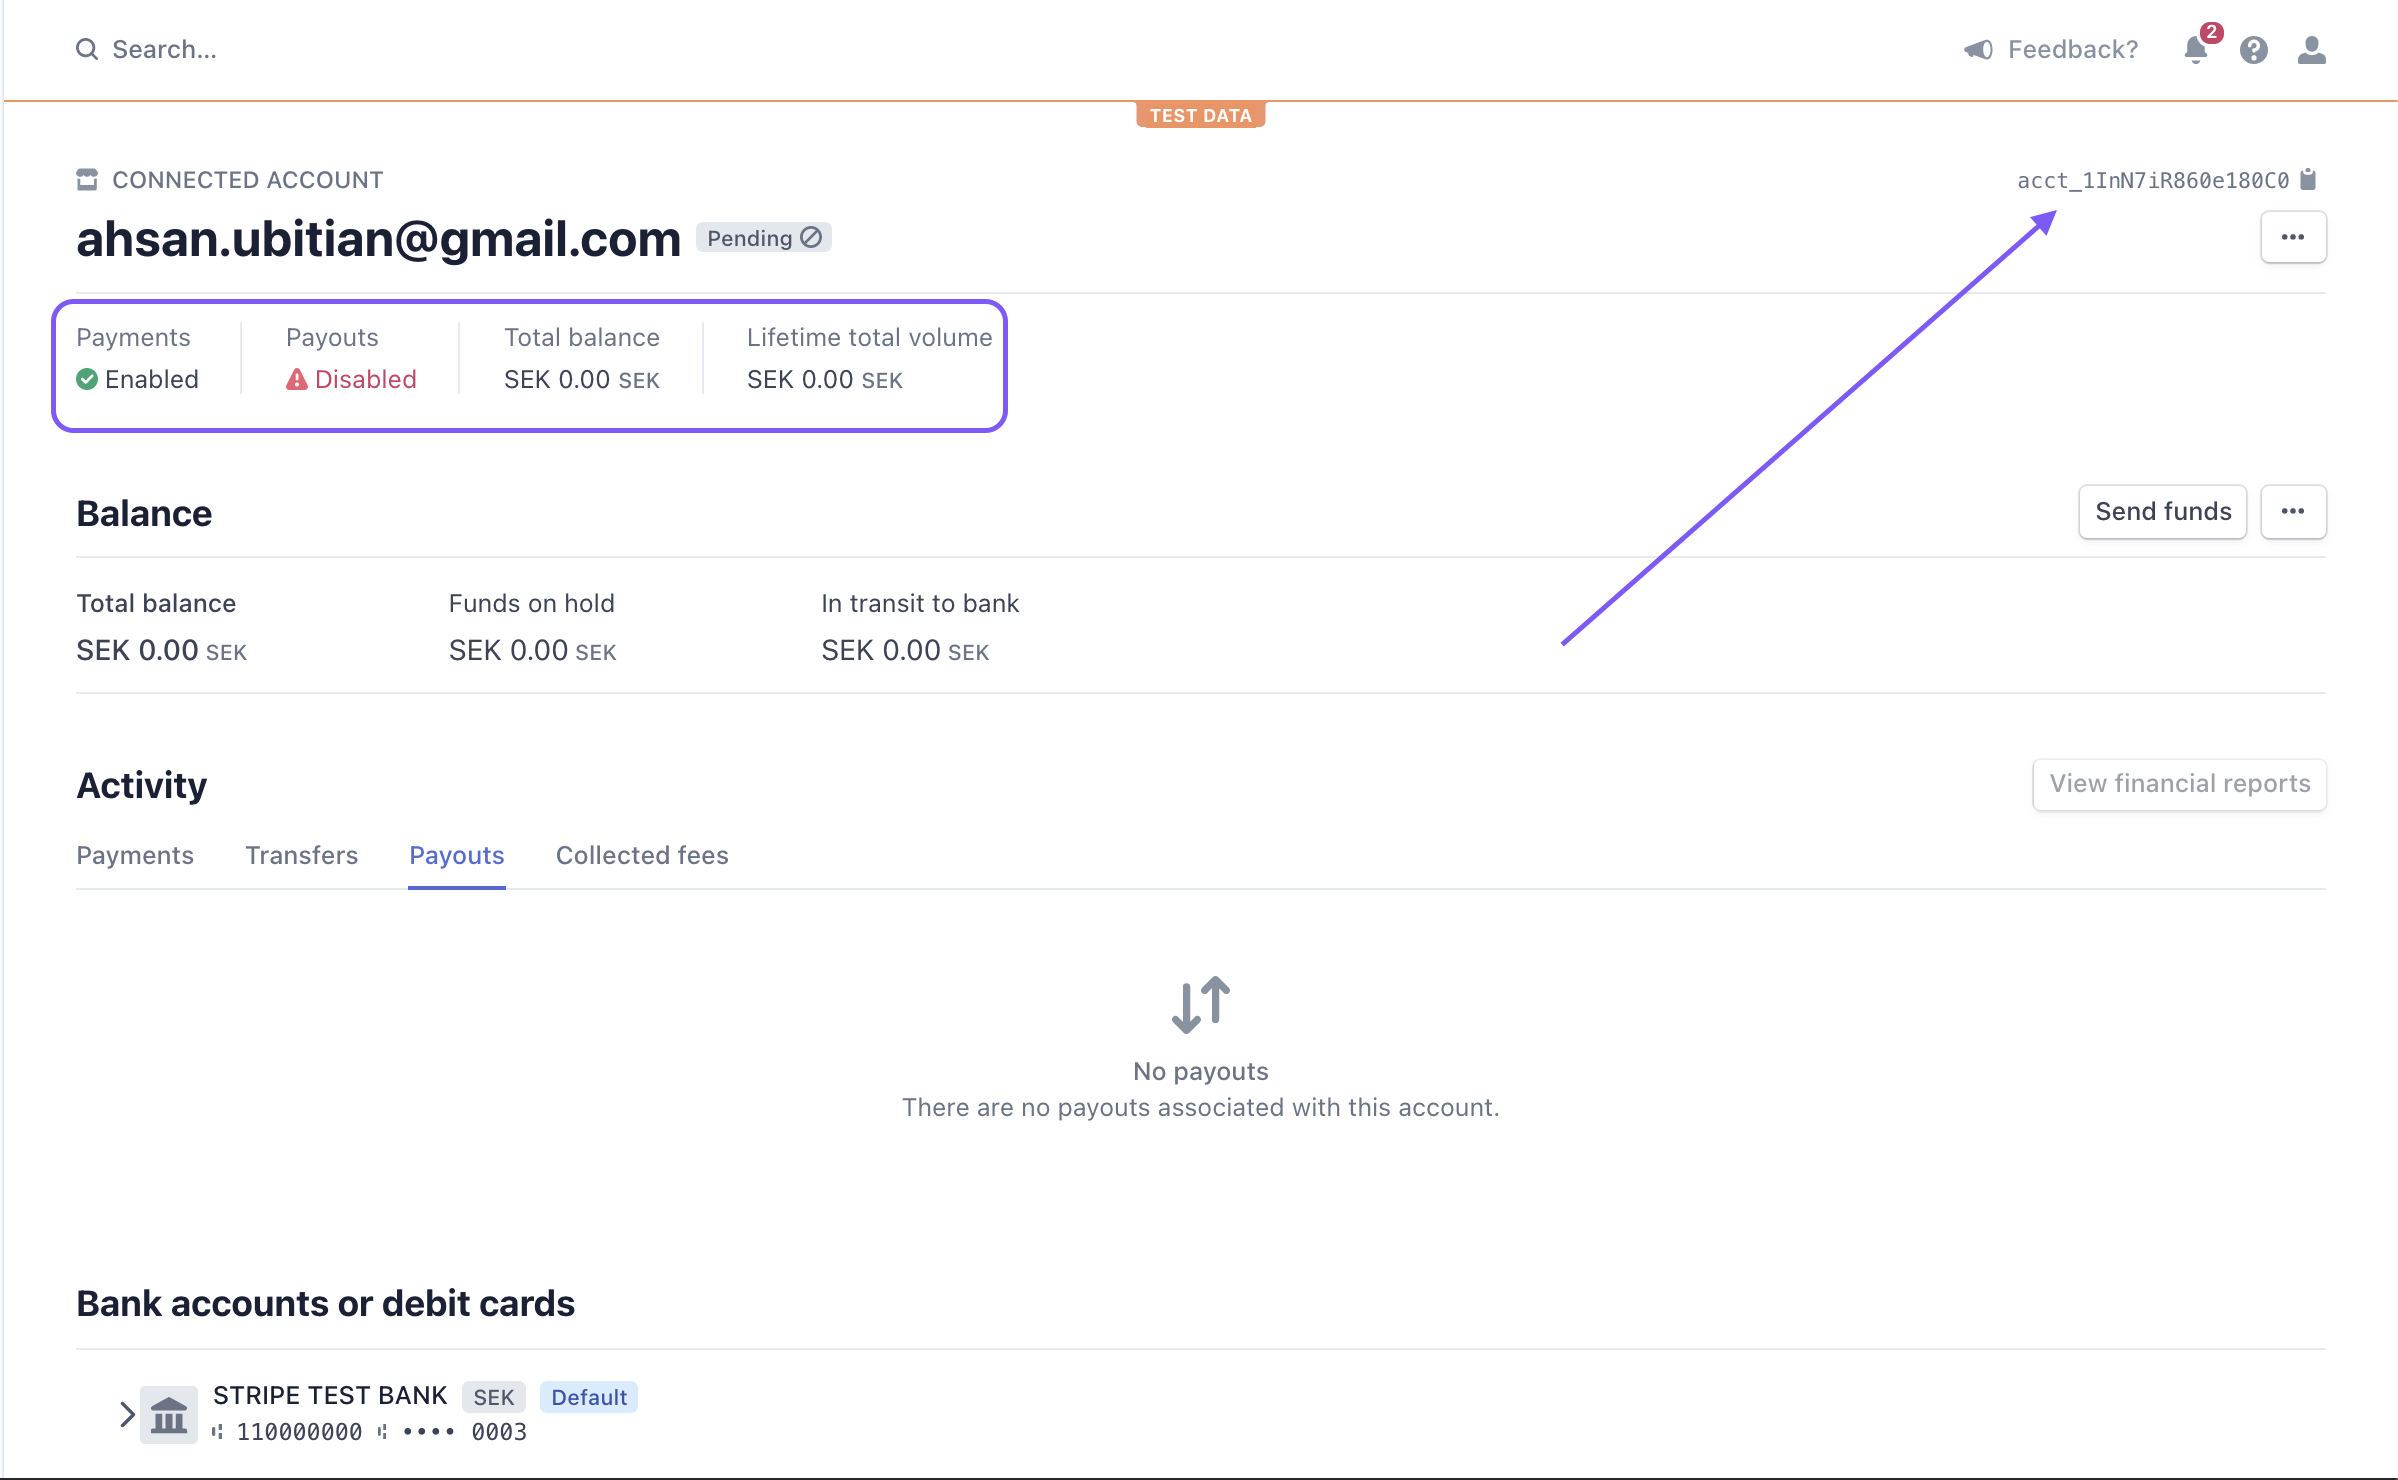 Search...
Feedback?
2
TEST DATA
CONNECTED ACCOUNT
acct_1InN7iR860e180C0
ahsan.ubitian@gmail.com
Pending
Payments
Payouts
Total balance
Lifetime total volume
Enabled
Disabled
SEK 0.00 SEK
SEK 0.00 SEK
Balance
Send funds
Total balance
Funds on hold
In transit to bank
SEK 0.00 SEK
SEK 0.00 SEK
SEK 0.00 SEK
Activity
View financial reports
Payments
Transfers
Payouts
Collected fees
No payouts
There are no payouts associated with this account.
Bank accounts or debit cards
STRIPE TEST BANK SEK Default
⑆ 110000000 ⑆ •••• 0003